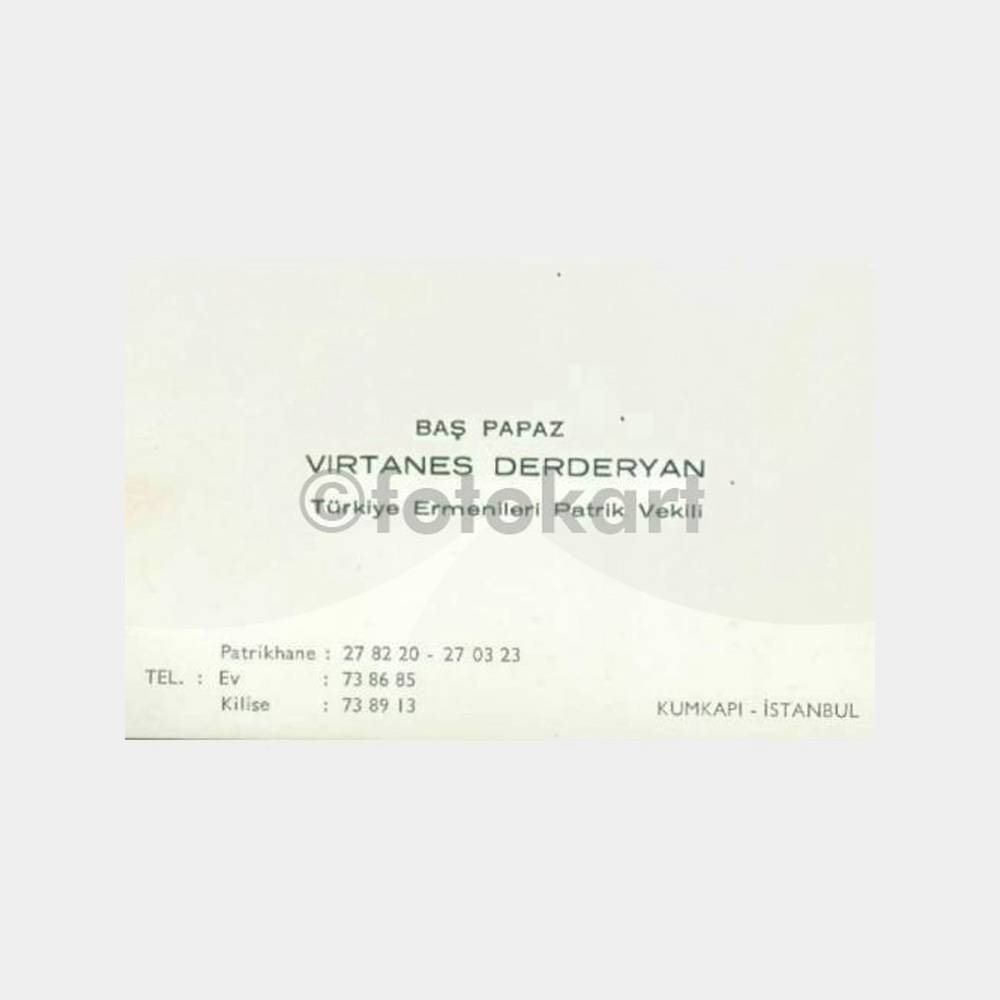 BAŞ PAPAZ
VIRTANES DERDERYAN
Türkiye Ermenileri Patrik Vekili
©fotokart
Patrikhane : 27 82 20 - 27 03 23
TEL. : Ev : 73 86 85
Kilise : 73 89 13
KUMKAPI - İSTANBUL